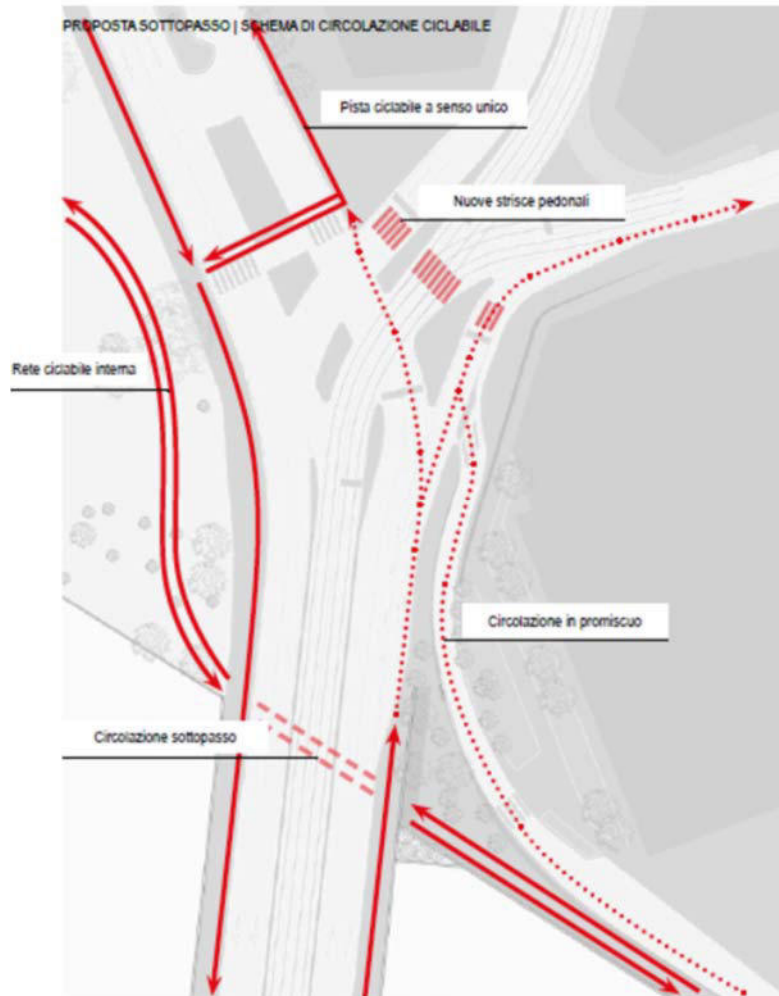 PROPOSTA SOTTOPASSO | SCHEMA DI CIRCOLAZIONE CICLABILE
Pista ciclabile a senso unico
Nuove strisce pedonali
Rete ciclabile interna
Circolazione in promiscuo
Circolazione sottopasso